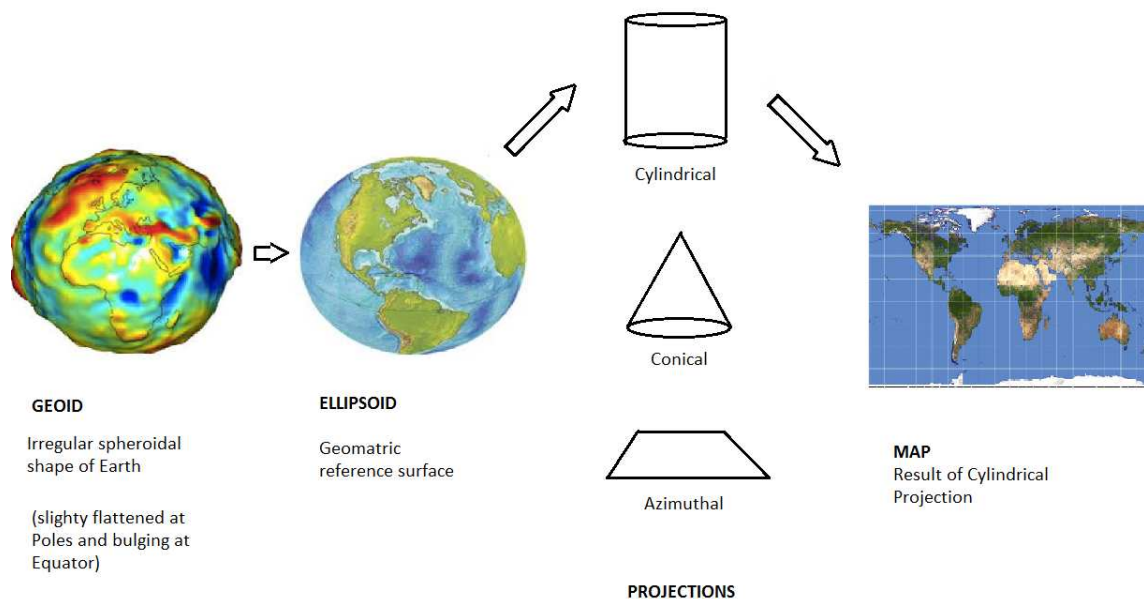 GEOID
Irregular spheroidal
shape of Earth
(slighty flattened at
Poles and bulging at
Equator)
ELLIPSOID
Geomatric
reference surface
Cylindrical
Conical
Azimuthal
PROJECTIONS
MAP
Result of Cylindrical
Projection